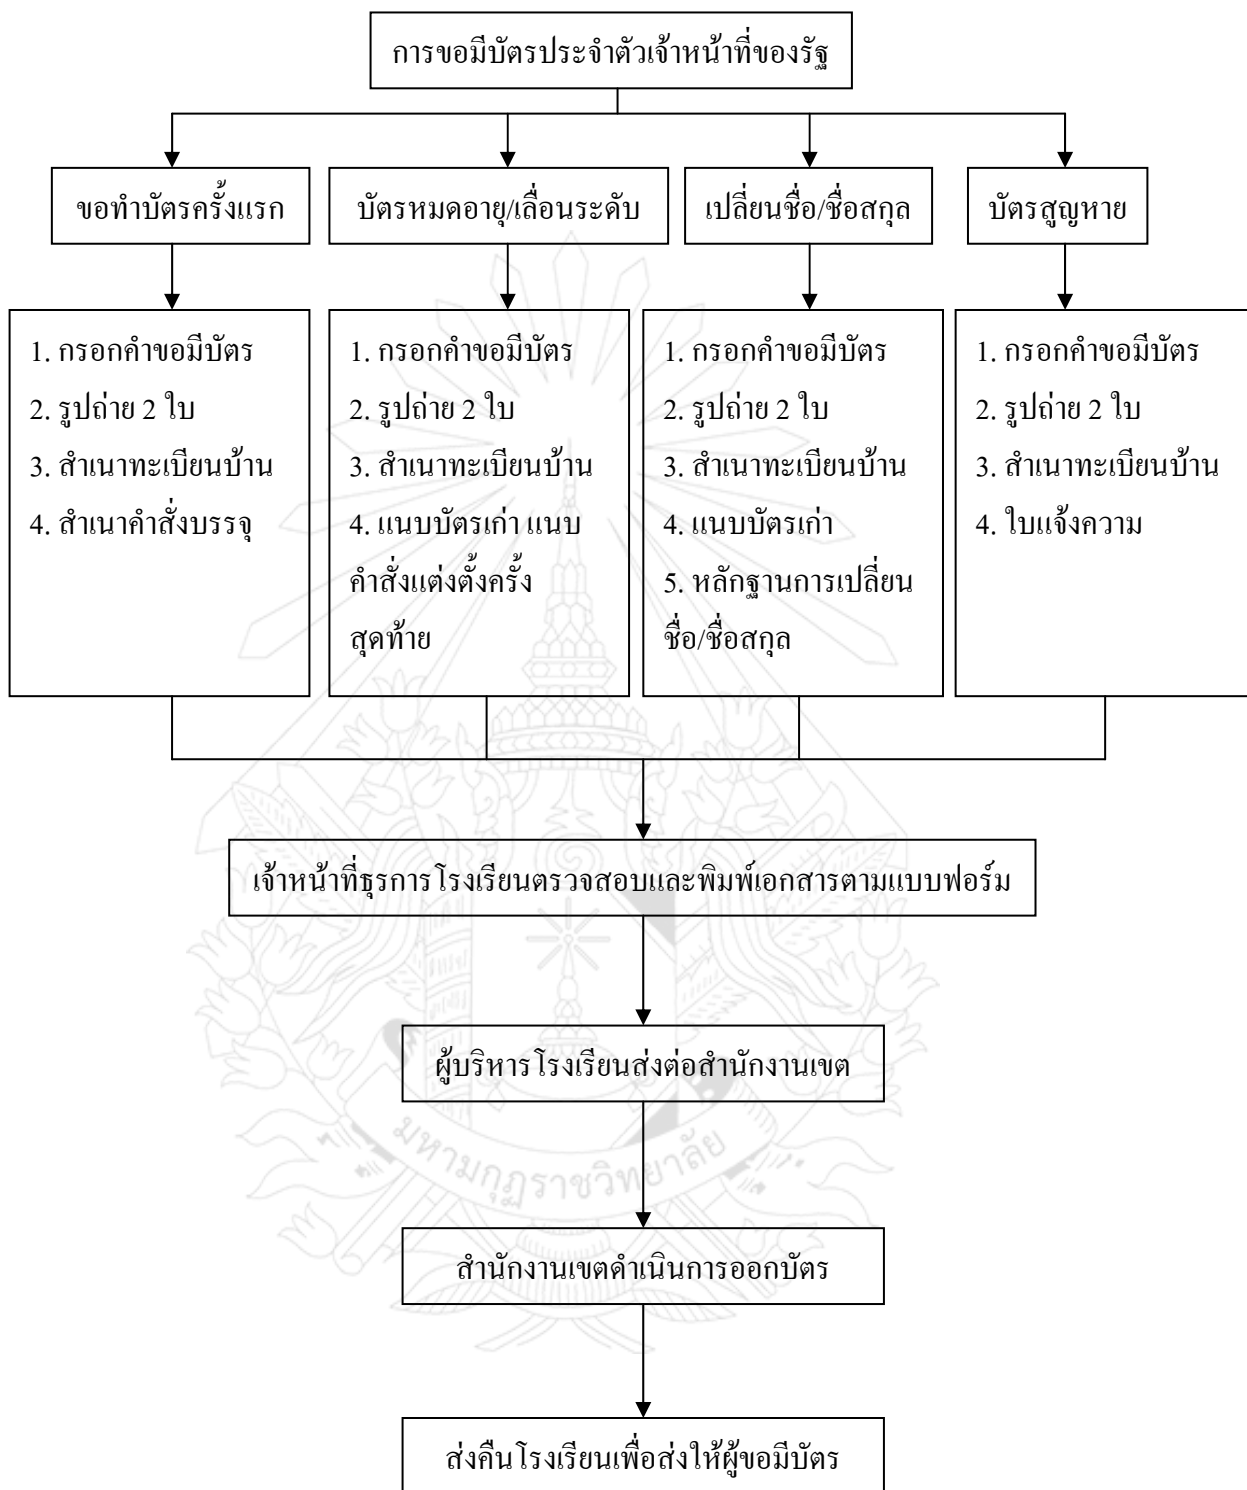 การขอมีบัตรประจำตัวเจ้าหน้าที่ของรัฐ
ขอทำบัตรครั้งแรก
บัตรหมดอายุ/เลื่อนระดับ
เปลี่ยนชื่อ/ชื่อสกุล
บัตรสูญหาย
1. กรอกคำขอมีบัตร
2. รูปถ่าย 2 ใบ
3. สำเนาทะเบียนบ้าน
4. สำเนาคำสั่งบรรจุ
1. กรอกคำขอมีบัตร
2. รูปถ่าย 2 ใบ
3. สำเนาทะเบียนบ้าน
4. แนบบัตรเก่า แนบ
คำสั่งแต่งตั้งครั้ง
สุดท้าย
1. กรอกคำขอมีบัตร
2. รูปถ่าย 2 ใบ
3. สำเนาทะเบียนบ้าน
4. แนบบัตรเก่า
5. หลักฐานการเปลี่ยน
ชื่อ/ชื่อสกุล
1. กรอกคำขอมีบัตร
2. รูปถ่าย 2 ใบ
3. สำเนาทะเบียนบ้าน
4. ใบแจ้งความ
เจ้าหน้าที่ธุรการโรงเรียนตรวจสอบและพิมพ์เอกสารตามแบบฟอร์ม
ผู้บริหารโรงเรียนส่งต่อสำนักงานเขต
มหามกุฏราชวิทยาลัย
สำนักงานเขตดำเนินการออกบัตร
ส่งคืนโรงเรียนเพื่อส่งให้ผู้ขอมีบัตร